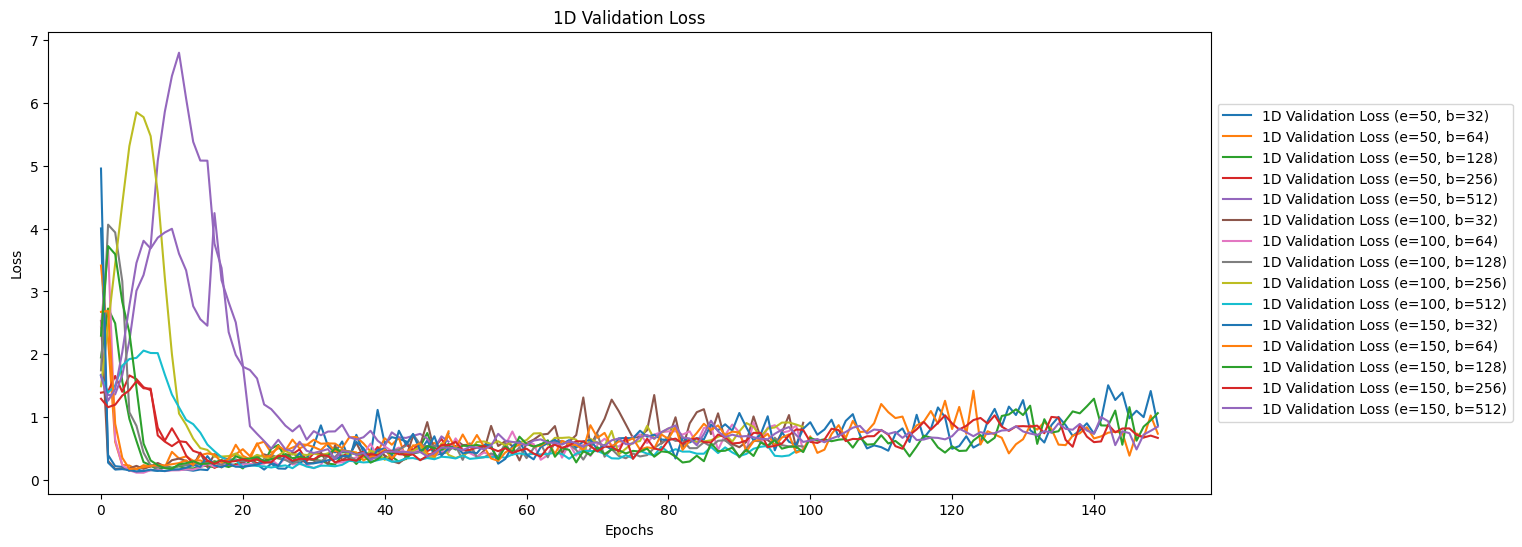 1D Validation Loss
7
6
5
4
3
2
1
0
Loss
0 20 40 60 80 100 120 140
Epochs
1D Validation Loss (e=50, b=32)
1D Validation Loss (e=50, b=64)
1D Validation Loss (e=50, b=128)
1D Validation Loss (e=50, b=256)
1D Validation Loss (e=50, b=512)
1D Validation Loss (e=100, b=32)
1D Validation Loss (e=100, b=64)
1D Validation Loss (e=100, b=128)
1D Validation Loss (e=100, b=256)
1D Validation Loss (e=100, b=512)
1D Validation Loss (e=150, b=32)
1D Validation Loss (e=150, b=64)
1D Validation Loss (e=150, b=128)
1D Validation Loss (e=150, b=256)
1D Validation Loss (e=150, b=512)